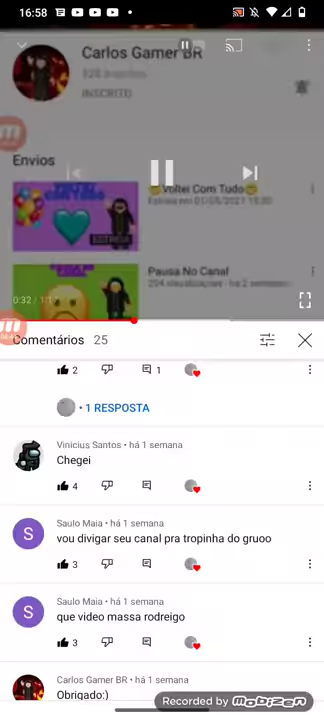 16:58
Carlos Gamer BR
INSCRITO
Envios
Voltei Com Tudo
ESTREIA
Pausa No Canal
0:32
Comentários 25
2 1
• 1 RESPOSTA
Vinicius Santos • há 1 semana
Chegei
4
Saulo Maia • há 1 semana
S
vou divigar seu canal pra tropinha do gruoo
3
Saulo Maia • há 1 semana
S
que video massa rodreigo
3
Carlos Gamer BR • há 1 semana
Obrigado:)
Recorded by MOBIZEN